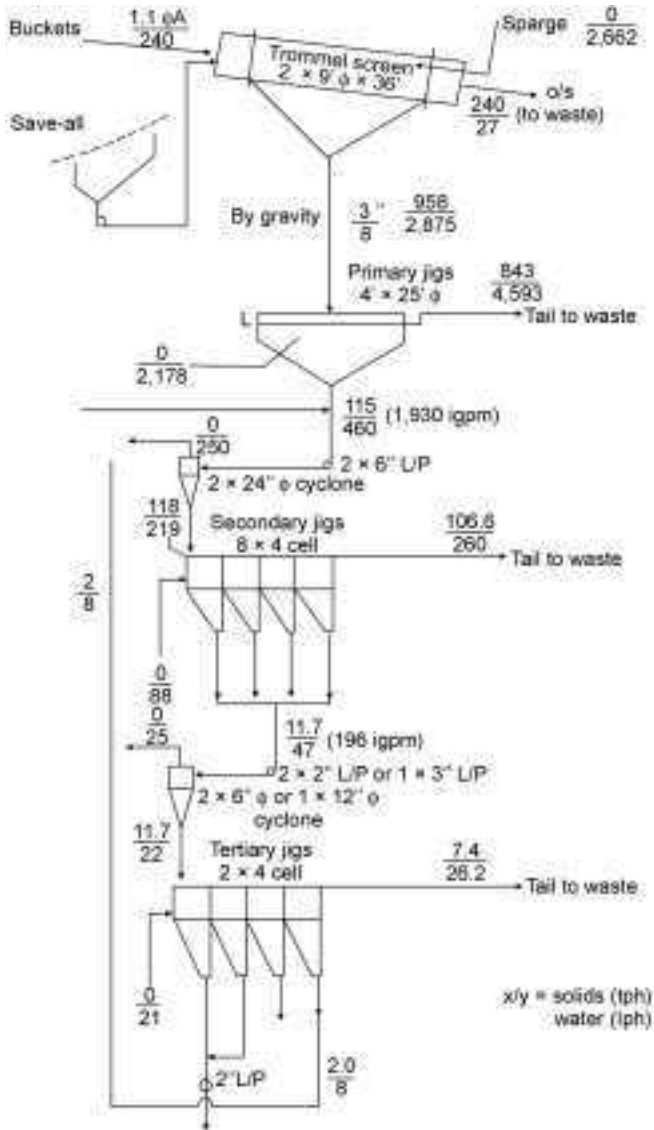 Buckets
1,1 φA
240
Sparge
0
2,662
Trommel screen
2 × 9' φ × 36'
o/s
240
27
(to waste)
Save-all
By gravity
3
8
"
958
2,875
Primary jigs
4' × 25' φ
843
4,593
L
Tail to waste
0
2,178
115
460
(1,930 igpm)
0
250
2 × 6" L/P
2 × 24" φ cyclone
118
219
Secondary jigs
6 × 4 cell
106.6
260
Tail to waste
2
8
0
88
0
25
11.7
47
(196 igpm)
2 × 2" L/P or 1 × 3" L/P
2 × 6" φ or 1 × 12" φ
cyclone
11.7
22
Tertiary jigs
2 × 4 cell
7.4
26.2
Tail to waste
0
21
x/y = solids (tph)
water (lph)
2"L/P
2.0
8